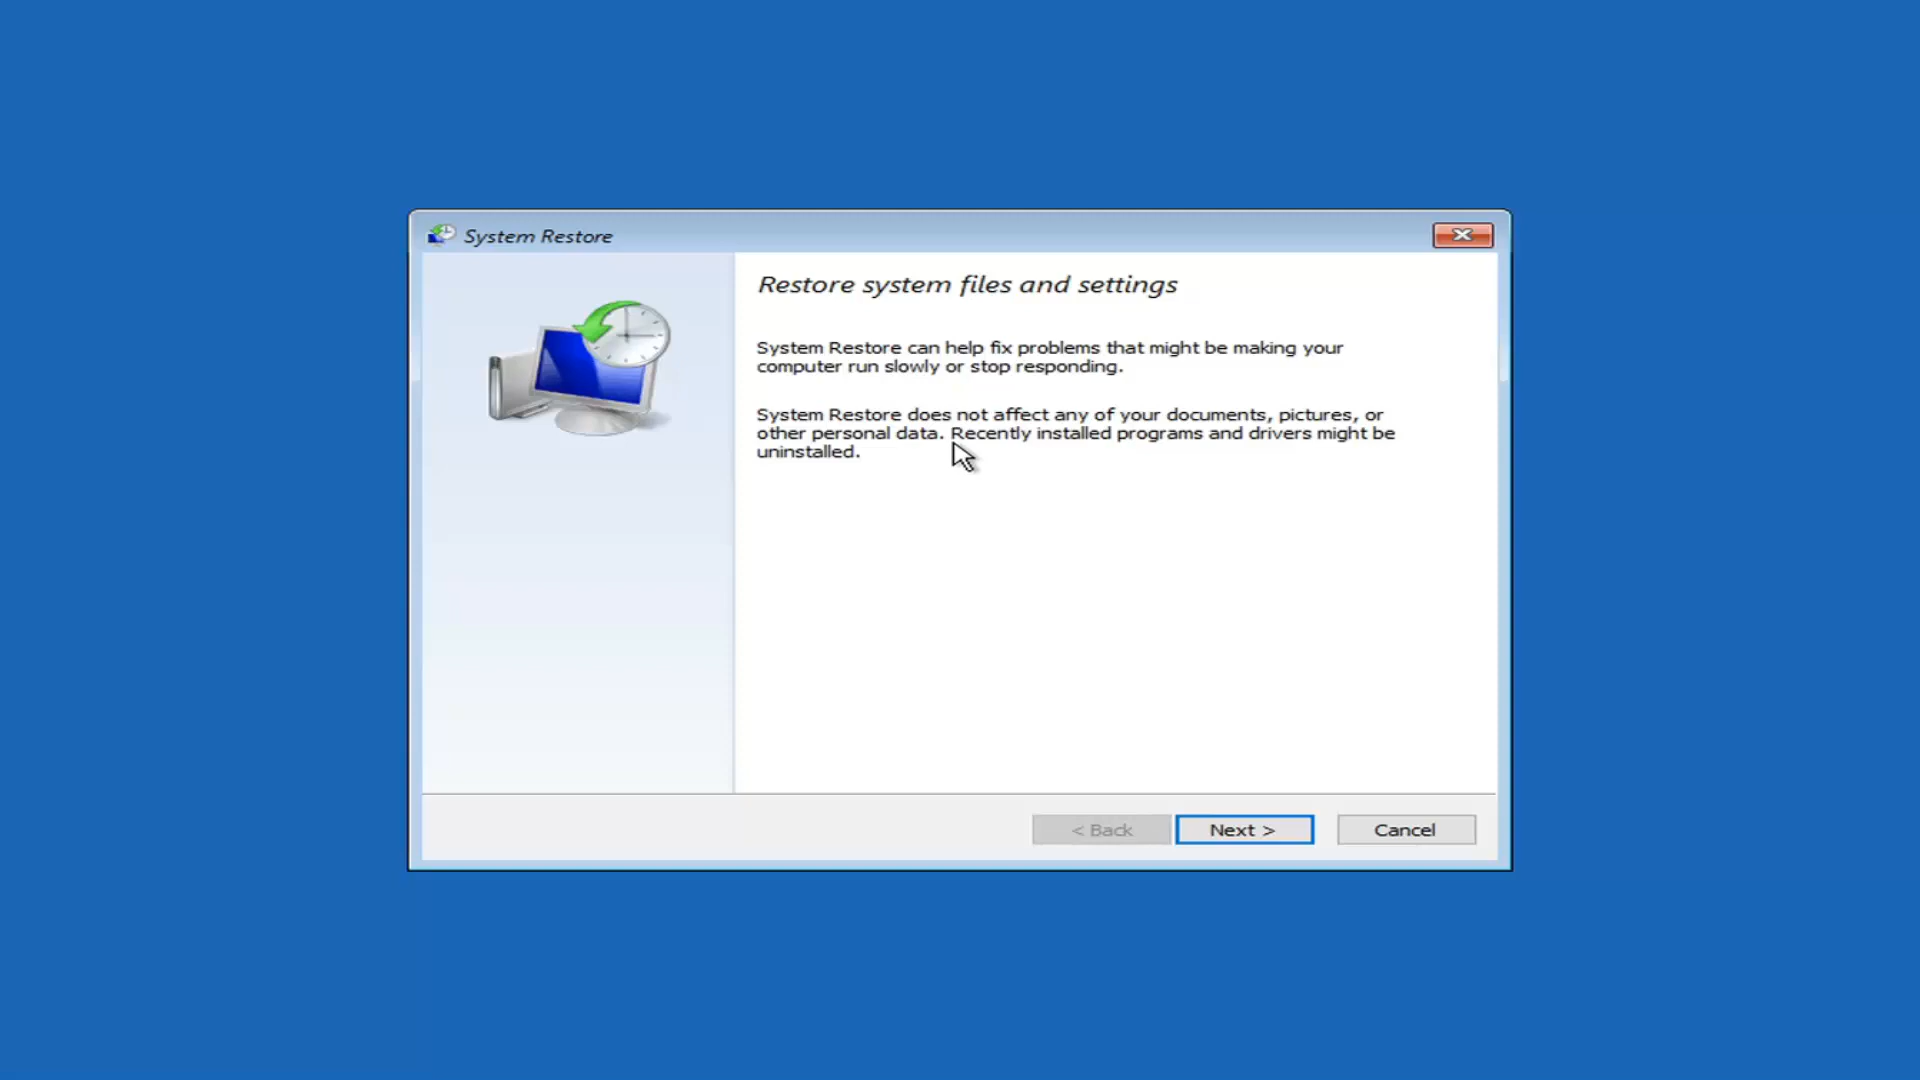 System Restore
Restore system files and settings
System Restore can help fix problems that might be making your
computer run slowly or stop responding.
System Restore does not affect any of your documents, pictures, or
other personal data. Recently installed programs and drivers might be
uninstalled.
< Back
Next >
Cancel